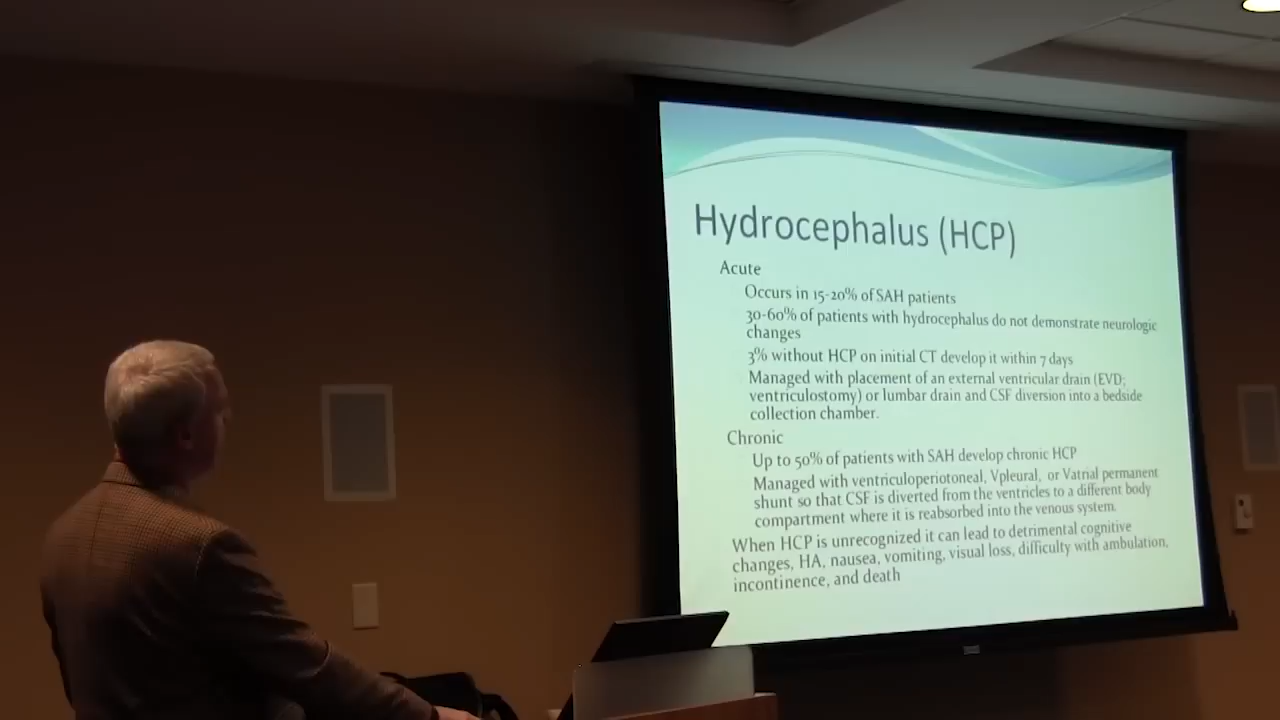 Hydrocephalus (HCP)
Acute
Occurs in 15-20% of SAH patients
30-60% of patients with hydrocephalus do not demonstrate neurologic
changes
3% without HCP on initial CT develop it within 7 days
Managed with placement of an external ventricular drain (EVD;
ventriculostomy) or lumbar drain and CSF diversion into a bedside
collection chamber.
Chronic
Up to 50% of patients with SAH develop chronic HCP
Managed with ventriculoperiotoneal, Vpleural, or Vatrial permanent
shunt so that CSF is diverted from the ventricles to a different body
compartment where it is reabsorbed into the venous system.
When HCP is unrecognized it can lead to detrimental cognitive
changes, HA, nausea, vomiting, visual loss, difficulty with ambulation,
incontinence, and death